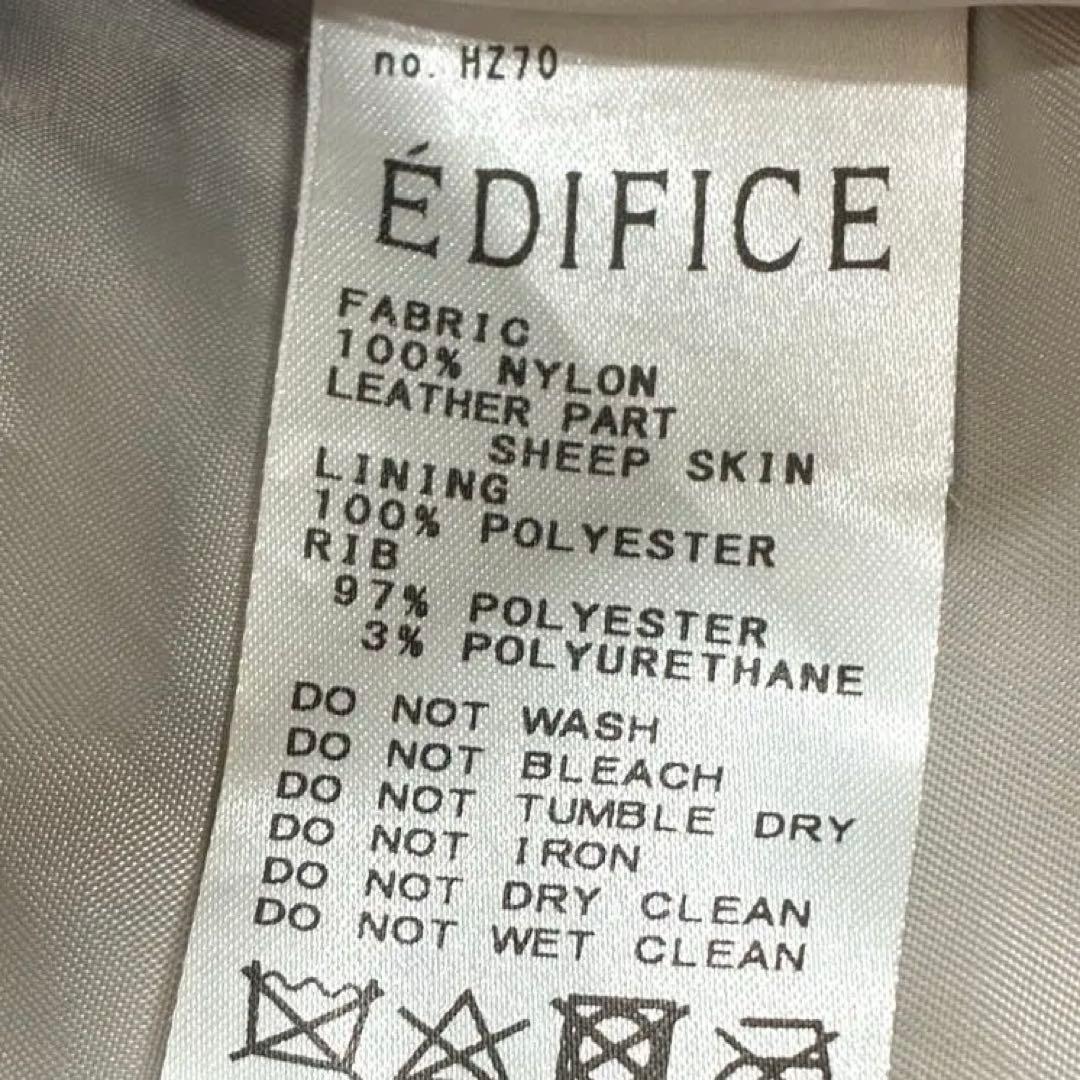 no. HZ70
ÉDIFICE
FABRIC
100% NYLON
LEATHER PART
SHEEP SKIN
LINING
100% POLYESTER
RIB
97% POLYESTER
3% POLYURETHANE
DO NOT WASH
DO NOT BLEACH
DO NOT TUMBLE DRY
DO NOT IRON
DO NOT DRY CLEAN
DO NOT WET CLEAN